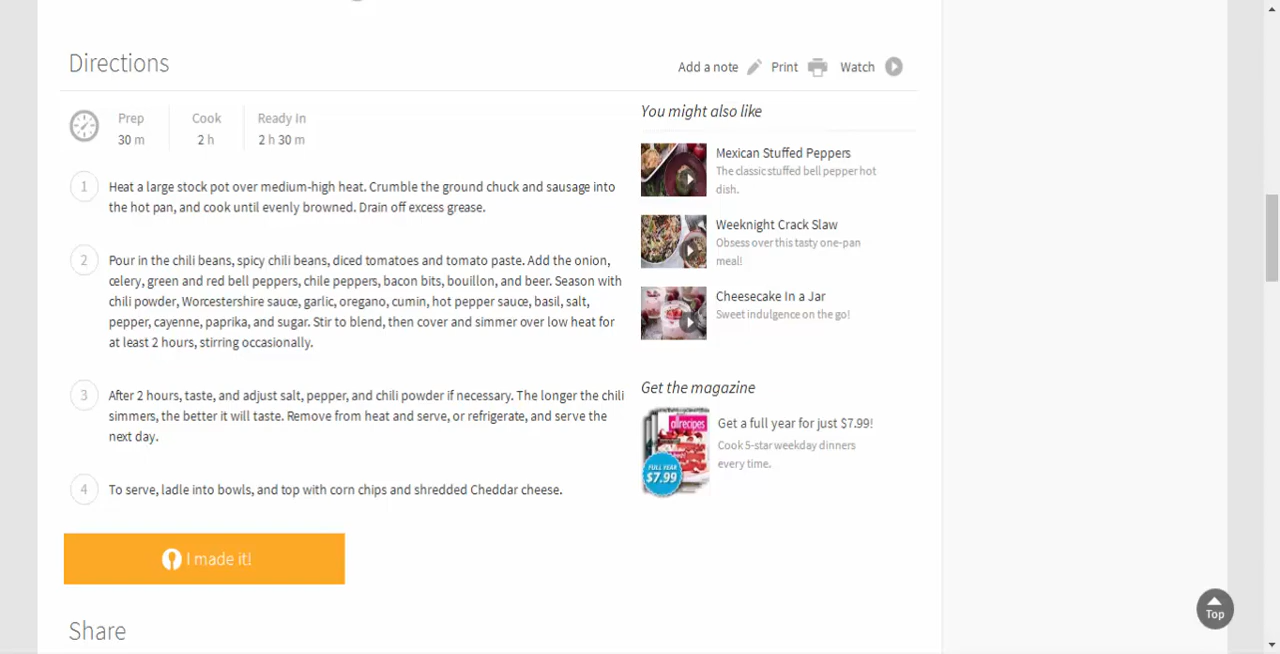 Directions
Add a note Print Watch
Prep Cook Ready In
30 m 2 h 2 h 30 m
1 Heat a large stock pot over medium-high heat. Crumble the ground chuck and sausage into
the hot pan, and cook until evenly browned. Drain off excess grease.
2 Pour in the chili beans, spicy chili beans, diced tomatoes and tomato paste. Add the onion,
celery, green and red bell peppers, chile peppers, bacon bits, bouillon, and beer. Season with
chili powder, Worcestershire sauce, garlic, oregano, cumin, hot pepper sauce, basil, salt,
pepper, cayenne, paprika, and sugar. Stir to blend, then cover and simmer over low heat for
at least 2 hours, stirring occasionally.
3 After 2 hours, taste, and adjust salt, pepper, and chili powder if necessary. The longer the chili
simmers, the better it will taste. Remove from heat and serve, or refrigerate, and serve the
next day.
4 To serve, ladle into bowls, and top with corn chips and shredded Cheddar cheese.
I made it!
Share
You might also like
Mexican Stuffed Peppers
The classic stuffed bell pepper hot
dish.
Weeknight Crack Slaw
Obsess over this tasty one-pan
meal!
Cheesecake In a Jar
Sweet indulgence on the go!
Get the magazine
allrecipes
FULL YEAR
$7.99
Get a full year for just $7.99!
Cook 5-star weekday dinners
every time.
Top